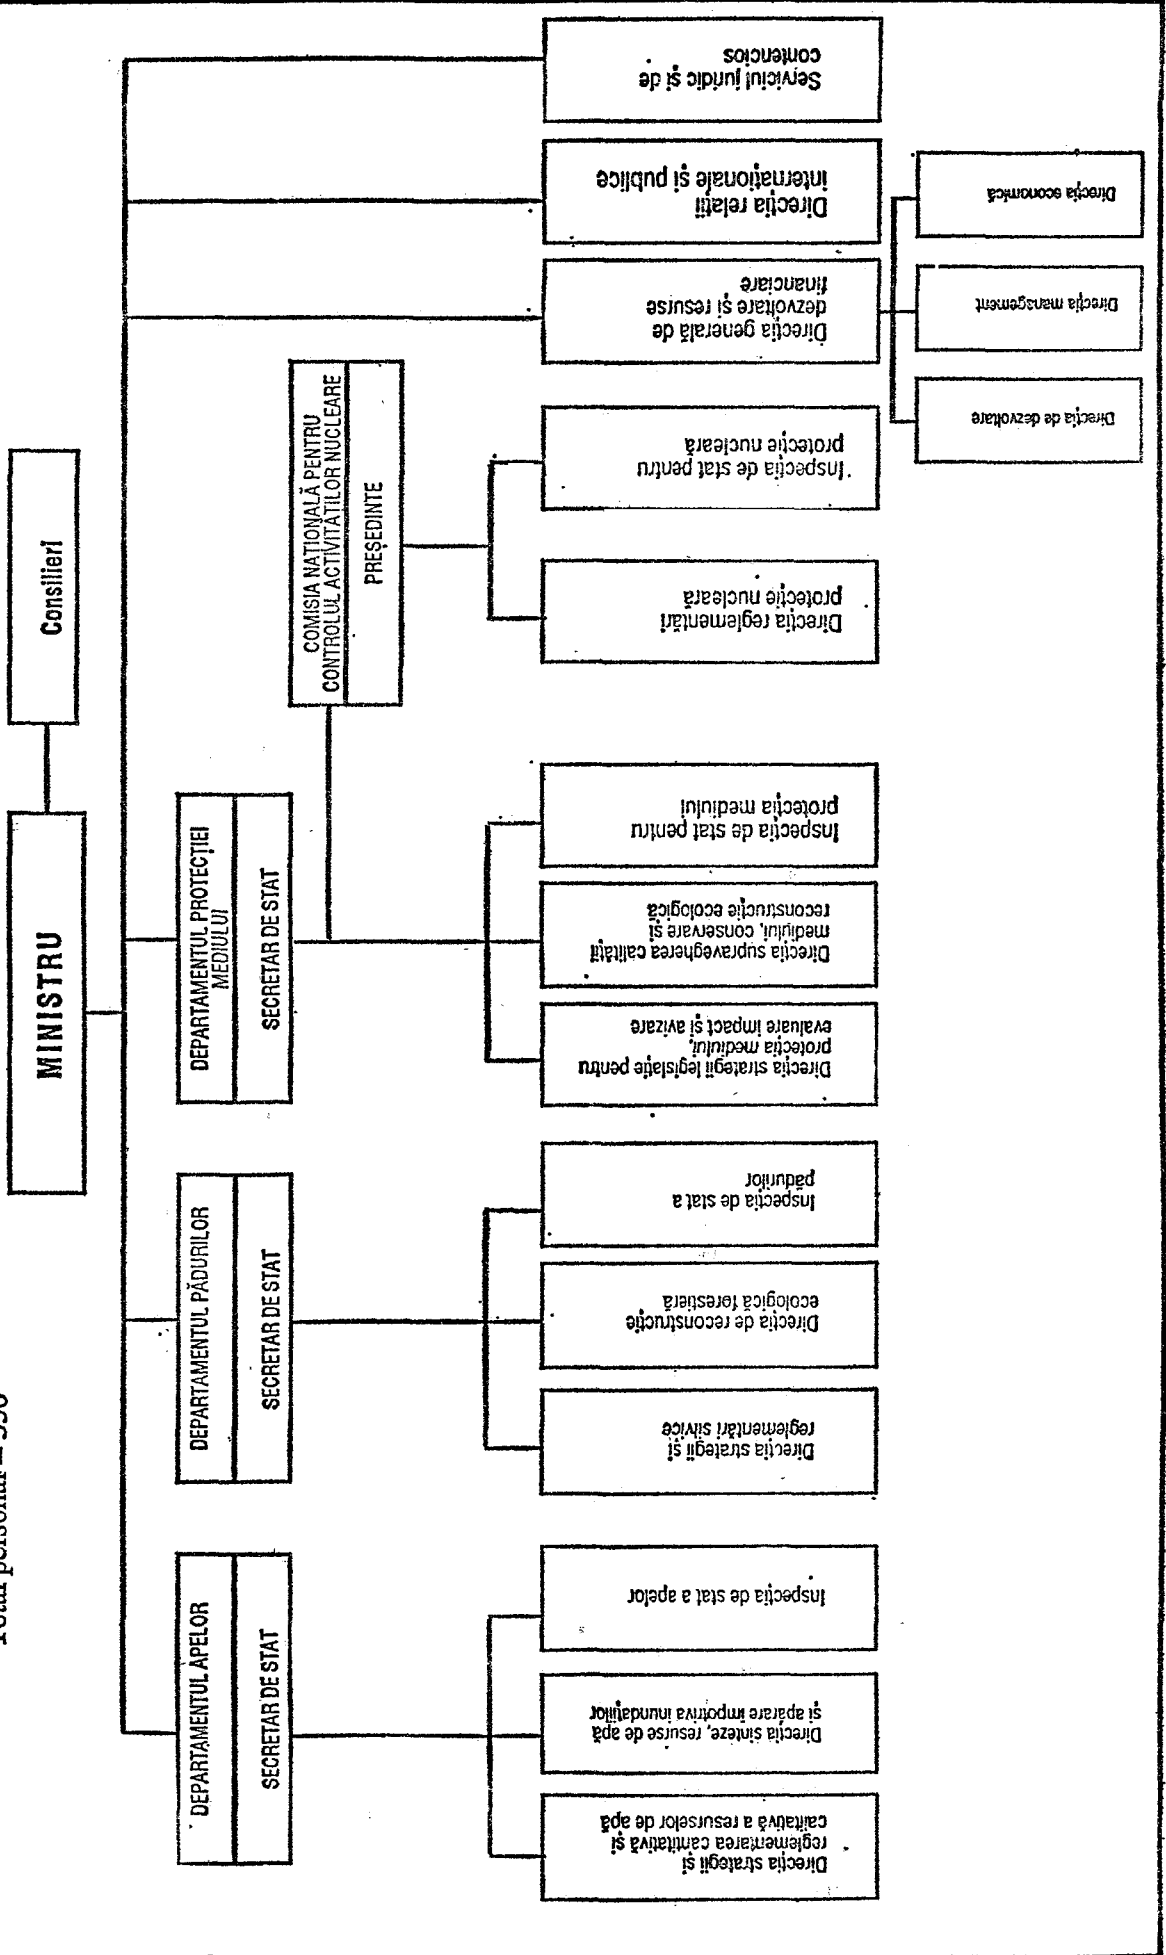 Total personal = 330
MINISTRU
Consilieri
DEPARTAMENTUL APELOR
SECRETAR DE STAT
DEPARTAMENTUL PĂDURILOR
SECRETAR DE STAT
DEPARTAMENTUL PROTECȚIEI
MEDIULUI
SECRETAR DE STAT
COMISIA NAȚIONALĂ PENTRU
CONTROLUL ACTIVITĂȚILOR NUCLEARE
PREȘEDINTE
Direcția strategii și
reglementarea cantitativă și
calitativă a resurselor de apă
Direcția sinteze, resurse de apă
și apărare împotriva inundațiilor
Inspecția de stat a apelor
Direcția strategii și
reglementări silvice
Direcția de reconstrucție
ecologică forestieră
Inspecția de stat a
pădurilor
Direcția strategii legislație pentru
protecția mediului,
evaluare impact și avizare
Direcția supravegherea calității
mediului, conservare și
reconstrucție ecologică
Inspecția de stat pentru
protecția mediului
Direcția reglementări
protecție nucleară
Inspecția de stat pentru
protecție nucleară
Direcția generală de
dezvoltare și resurse
financiare
Direcția relații
internaționale și publice
Serviciul juridic și de
contencios
Direcția de dezvoltare
Direcția management
Direcția economică